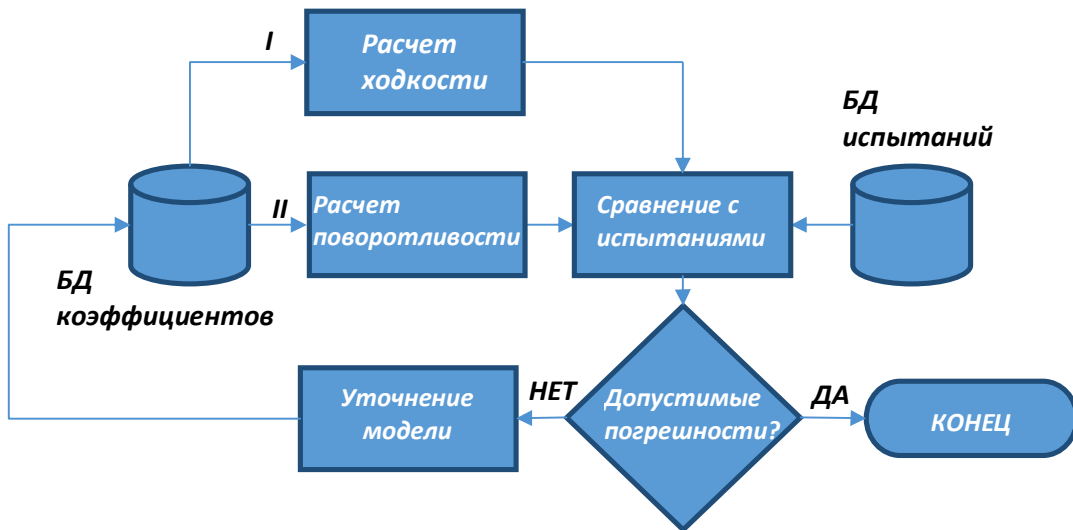 I
Расчет
ходкости
БД
испытаний
II
Расчет
поворотливости
Сравнение с
испытаниями
БД
коэффициентов
Уточнение
модели
НЕТ
Допустимые
погрешности?
ДА
КОНЕЦ